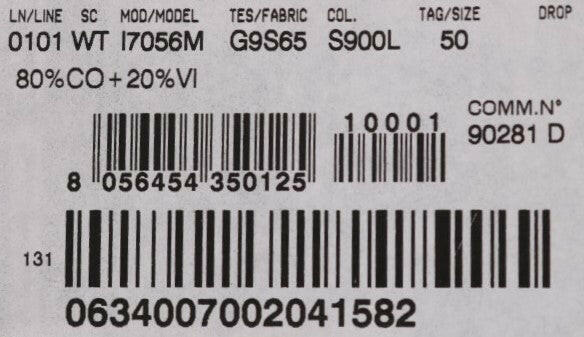 LN/LINE SC MOD/MODEL TES/FABRIC COL. TAG/SIZE DROP
0101 WT I7056M G9S65 S900L 50
80%CO+20%VI
10001
COMM.N°
90281 D
8 056454 350125
131
0634007002041582